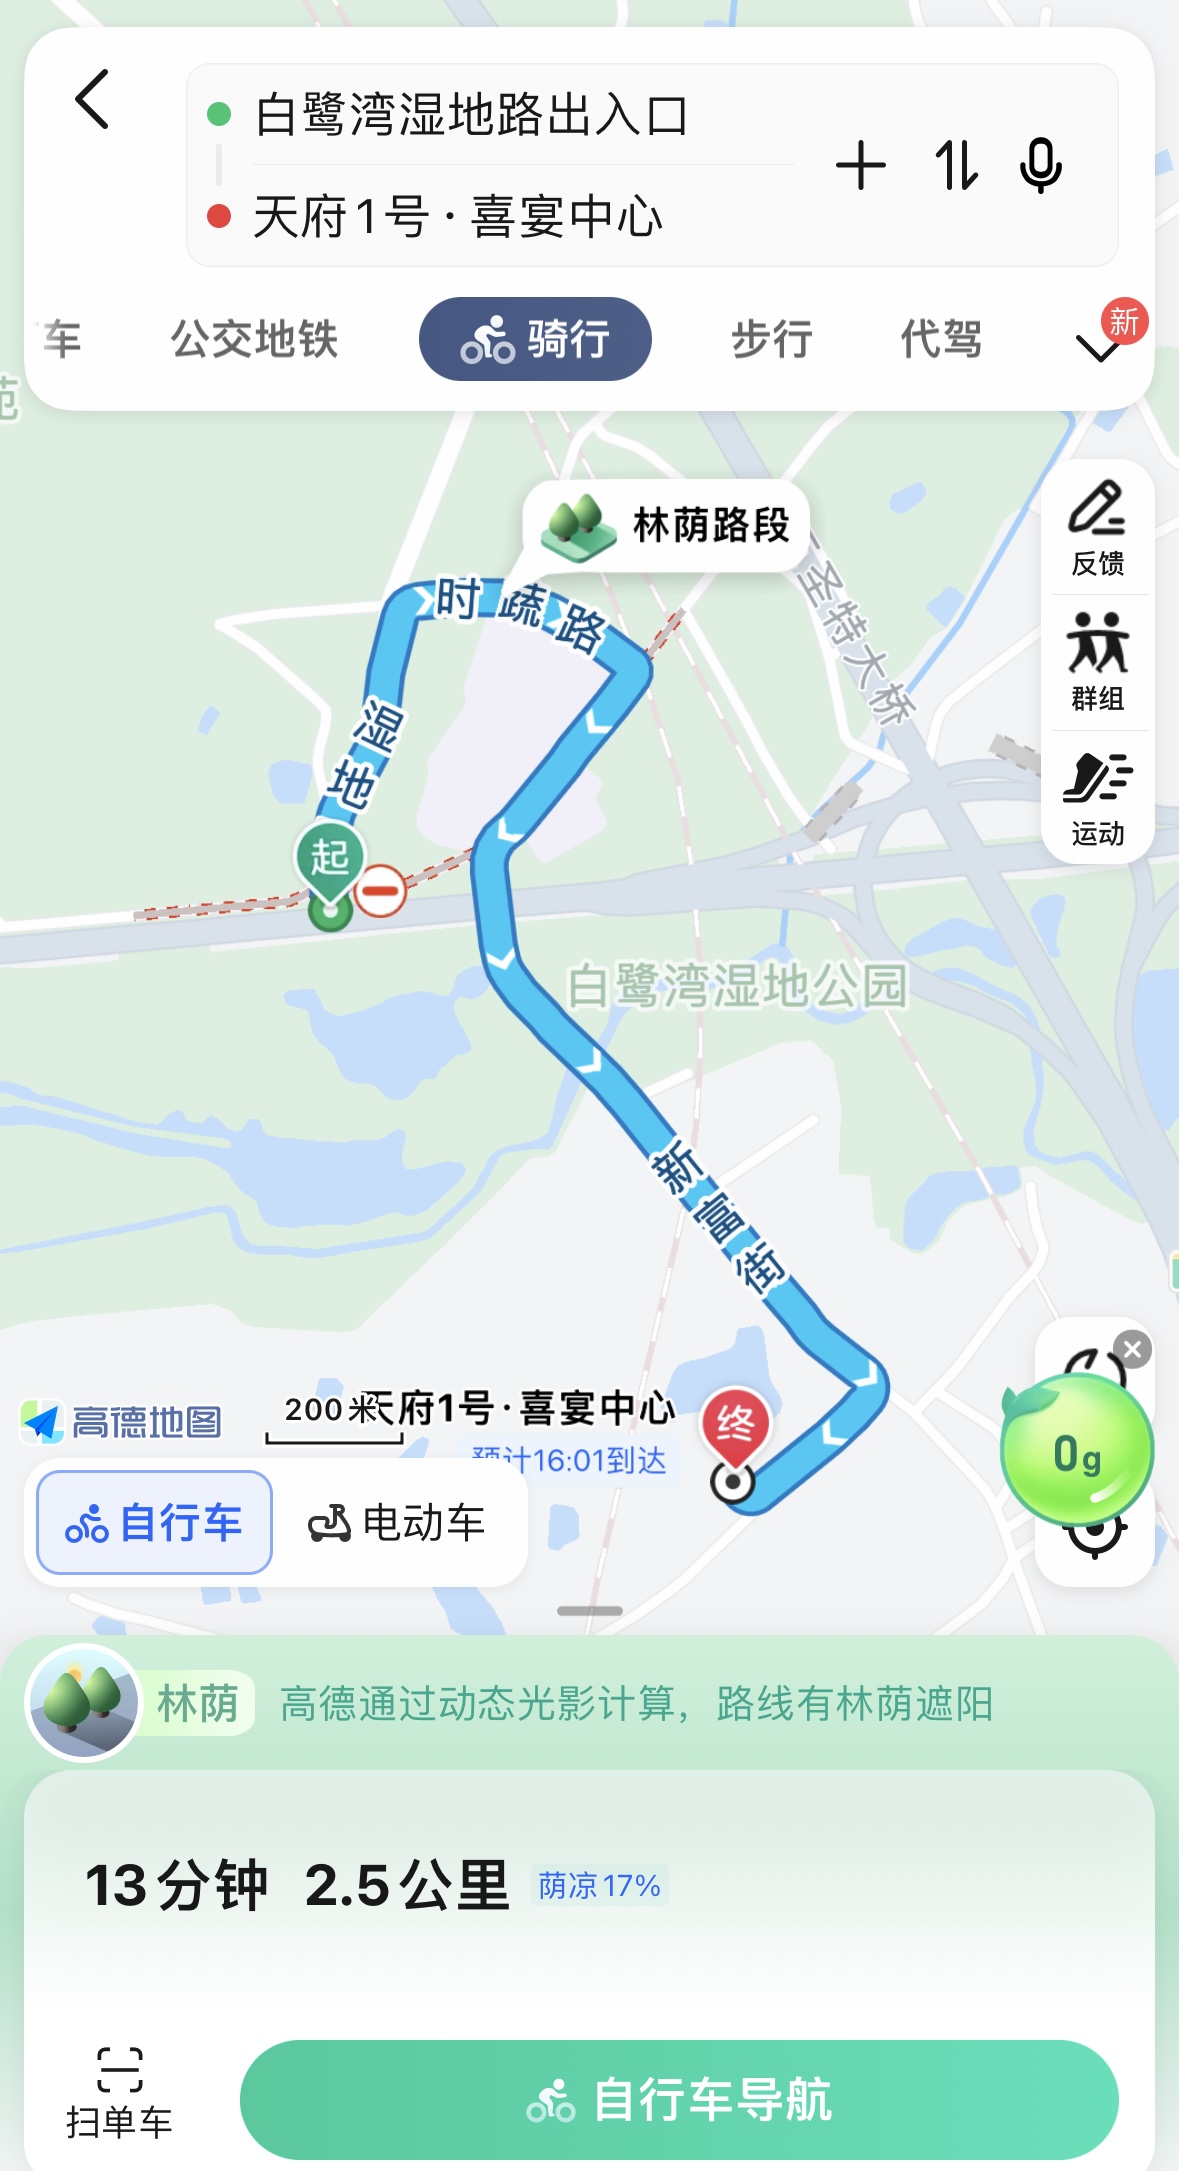 白鹭湾湿地路出入口
天府1号·喜宴中心
车
公交地铁
骑行
步行
代驾
新
苑
林荫路段
反馈
群组
运动
时疏路
圣特大桥
湿地
起
白鹭湾湿地公园
新富街
高德地图
200米
天府1号·喜宴中心
预计16:01到达
终
0g
自行车
电动车
林荫
高德通过动态光影计算，路线有林荫遮阳
13分钟 2.5公里 荫凉17%
扫单车
自行车导航